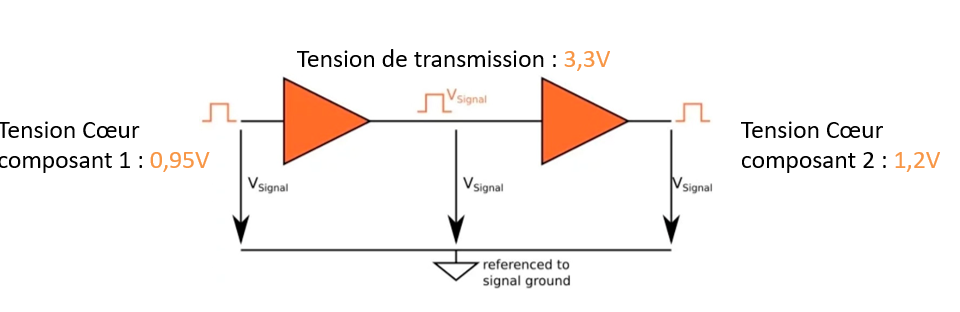 Tension de transmission : 3,3V
VSignal
Tension Cœur
composant 1 : 0,95V
Tension Cœur
composant 2 : 1,2V
VSignal
VSignal
VSignal
referenced to
signal ground